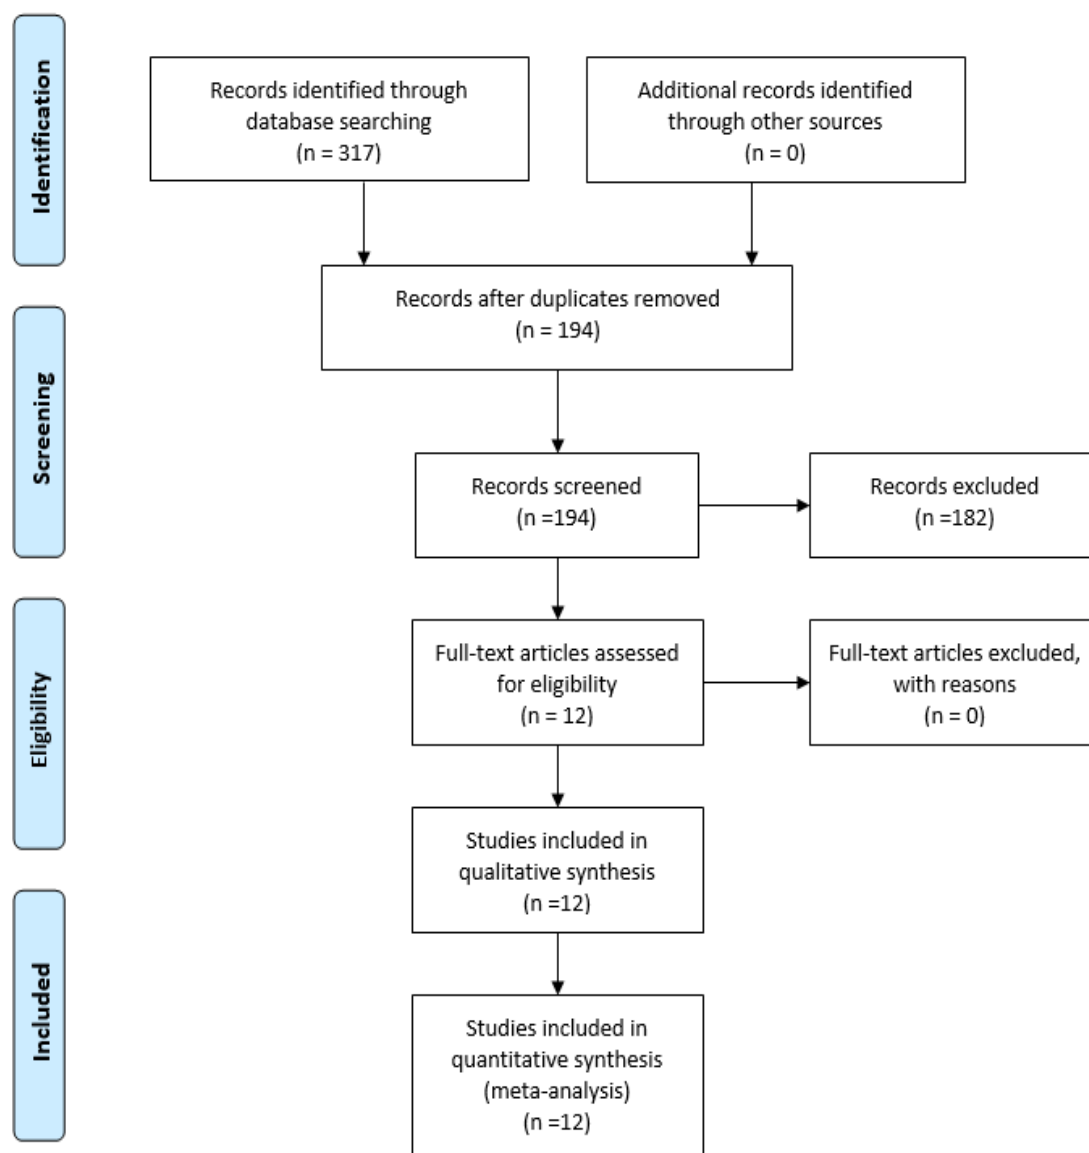 Identification
Records identified through
database searching
(n = 317)
Additional records identified
through other sources
(n = 0)
Records after duplicates removed
(n = 194)
Screening
Records screened
(n =194)
Records excluded
(n =182)
Eligibility
Full-text articles assessed
for eligibility
(n = 12)
Full-text articles excluded,
with reasons
(n = 0)
Studies included in
qualitative synthesis
(n =12)
Included
Studies included in
quantitative synthesis
(meta-analysis)
(n =12)